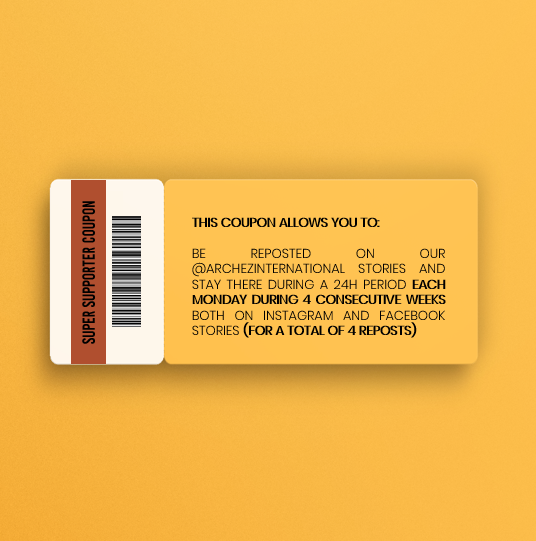 SUPER SUPPORTER COUPON
THIS COUPON ALLOWS YOU TO:
BE REPOSTED ON OUR
@ARCHEZINTERNATIONAL STORIES AND
STAY THERE DURING A 24H PERIOD EACH
MONDAY DURING 4 CONSECUTIVE WEEKS
BOTH ON INSTAGRAM AND FACEBOOK
STORIES (FOR A TOTAL OF 4 REPOSTS)